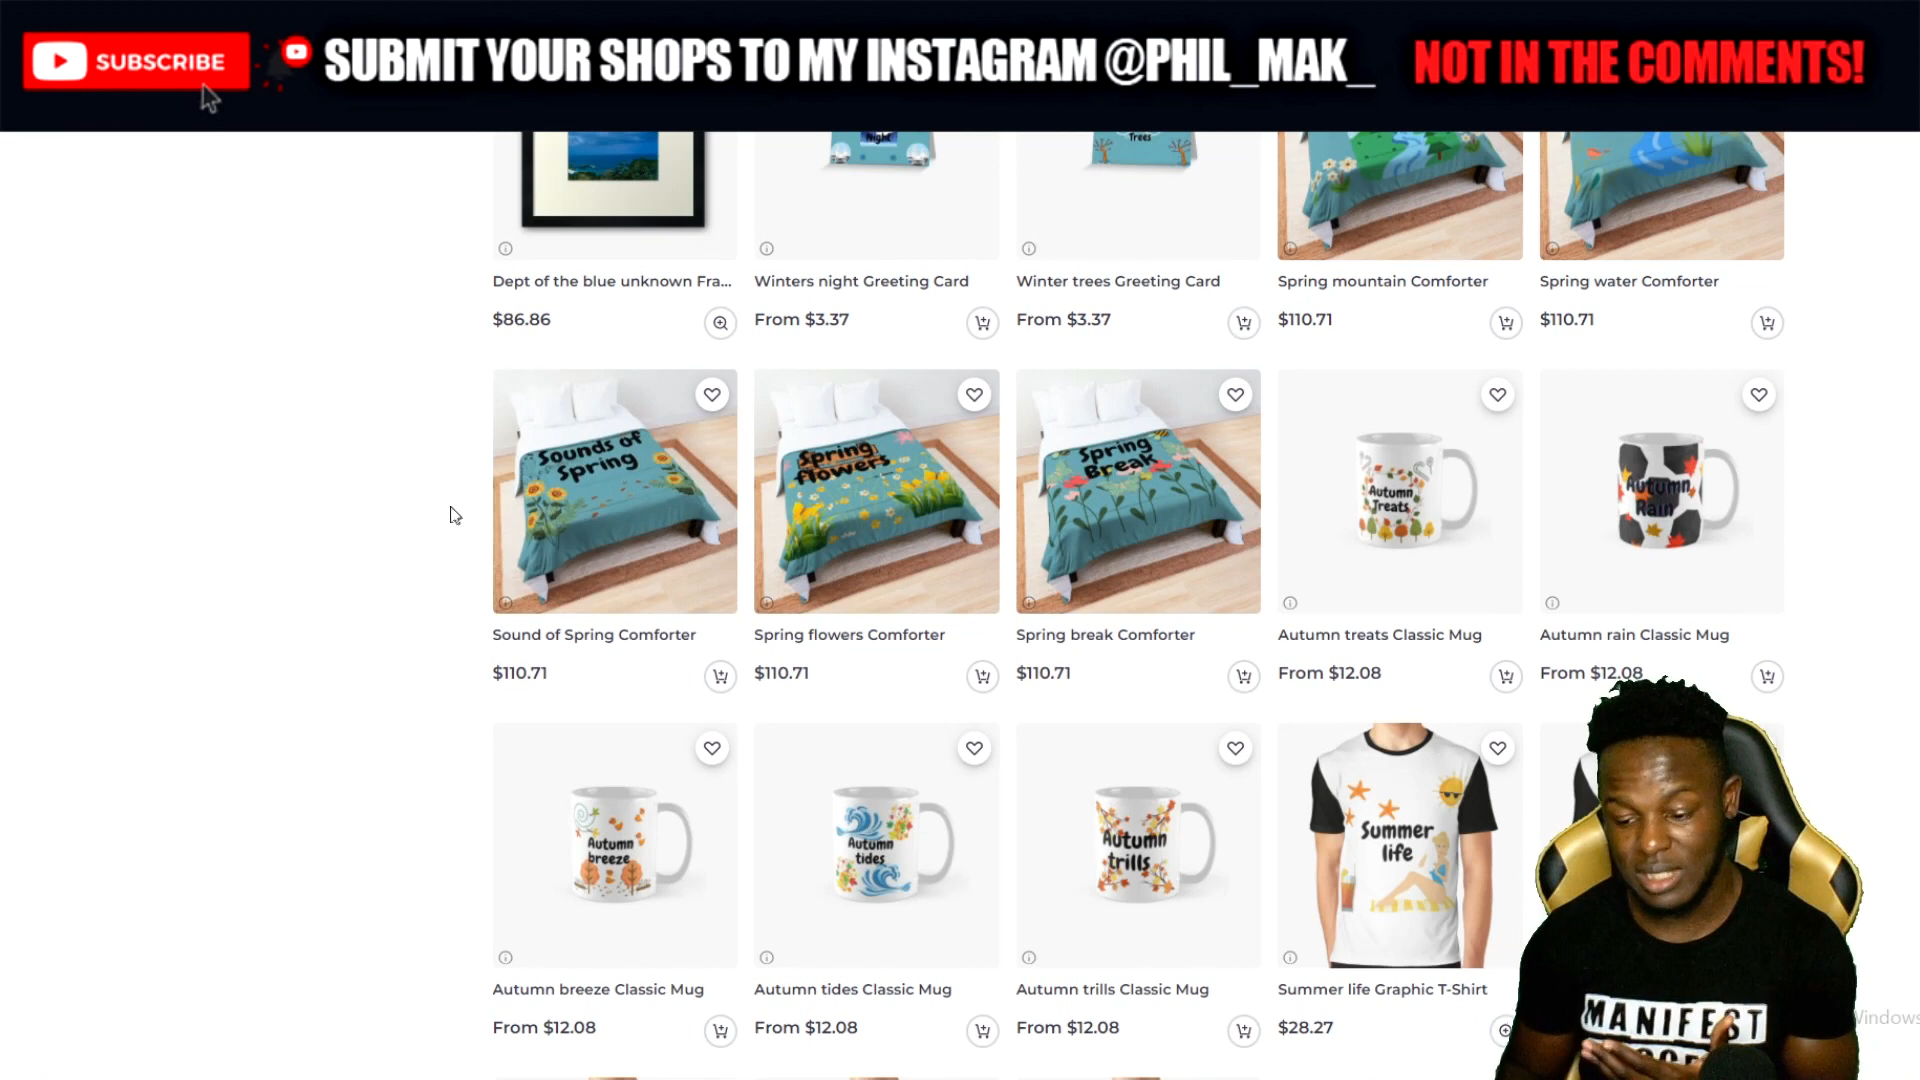 SUBSCRIBE
SUBMIT YOUR SHOPS TO MY INSTAGRAM @PHIL_MAK_ NOT IN THE COMMENTS!
Night
Trees
Dept of the blue unknown Fra...
Winters night Greeting Card
Winter trees Greeting Card
Spring mountain Comforter
Spring water Comforter
$86.86
From $3.37
From $3.37
$110.71
$110.71
Sounds of
Spring
Spring
flowers
Spring
Break
Autumn
Treats
Autumn
Rain
Sound of Spring Comforter
Spring flowers Comforter
Spring break Comforter
Autumn treats Classic Mug
Autumn rain Classic Mug
$110.71
$110.71
$110.71
From $12.08
From $12.08
Autumn
breeze
Autumn
tides
Autumn
trills
Summer
life
Autumn breeze Classic Mug
Autumn tides Classic Mug
Autumn trills Classic Mug
Summer life Graphic T-Shirt
From $12.08
From $12.08
From $12.08
$28.27
MANIFEST
Windows